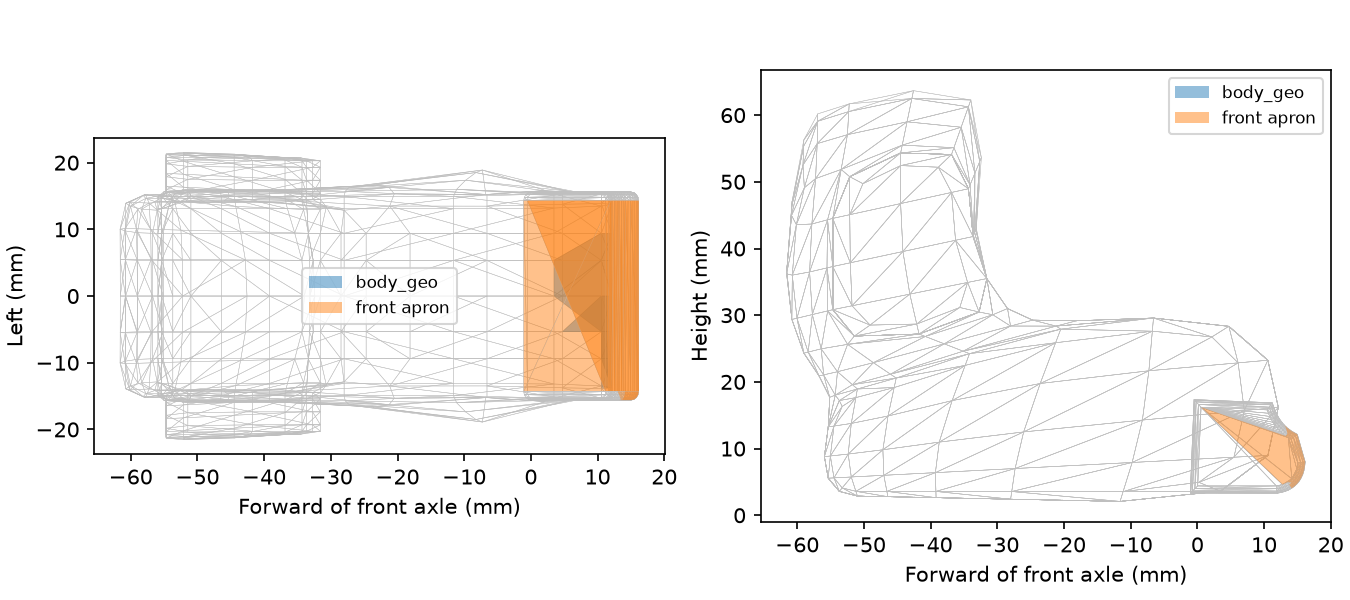 20
10
0
−10
−20
Left (mm)
body_geo
front apron
−60 −50 −40 −30 −20 −10 0 10 20
Forward of front axle (mm)
60
50
40
30
20
10
0
Height (mm)
body_geo
front apron
−60 −50 −40 −30 −20 −10 0 10 20
Forward of front axle (mm)